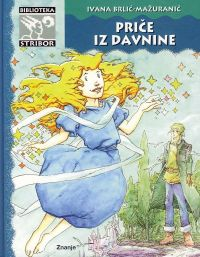 BIBLIOTEKA
STRIBOR
IVANA BRLIĆ-MAŽURANIĆ
PRIČE
IZ DAVNINE
Znanje